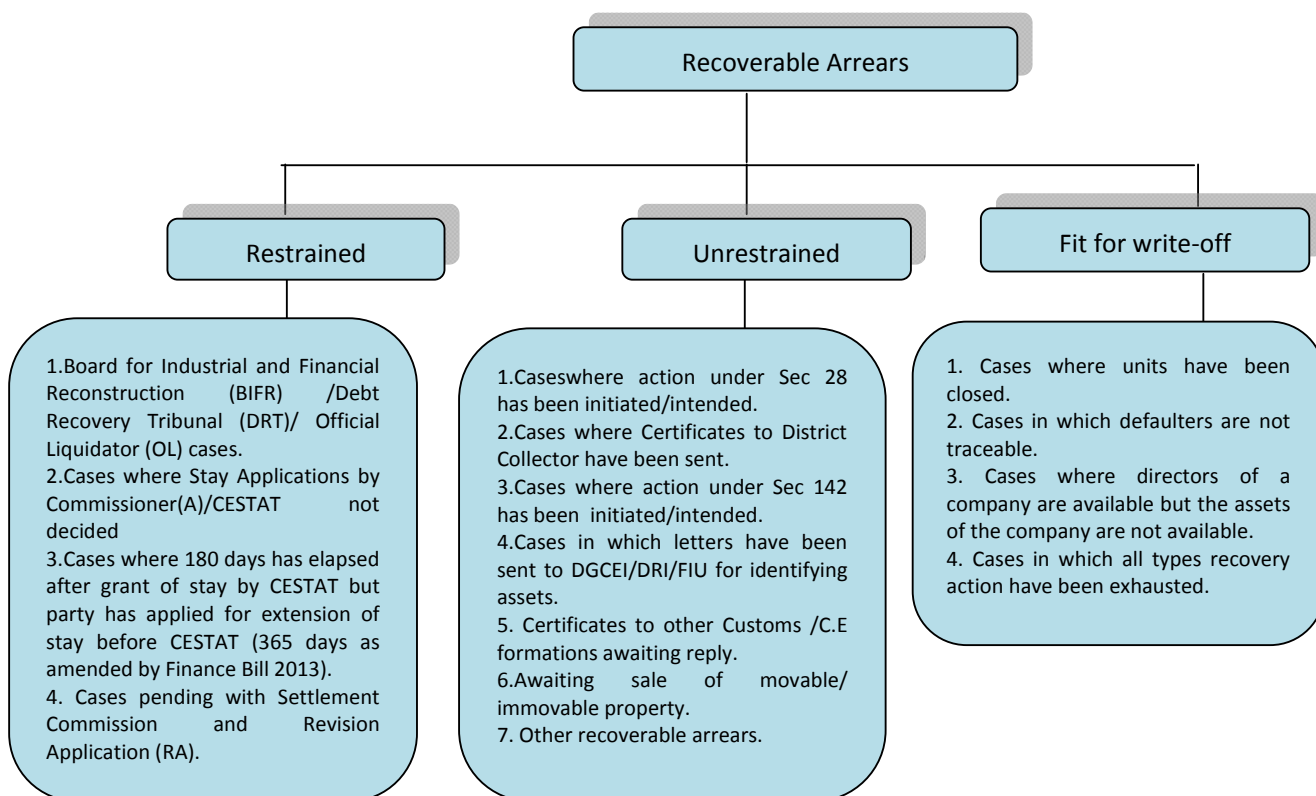 Recoverable Arrears
Restrained
Unrestrained
Fit for write-off
1.Board for Industrial and Financial
Reconstruction (BIFR) /Debt
Recovery Tribunal (DRT)/ Official
Liquidator (OL) cases.
2.Cases where Stay Applications by
Commissioner(A)/CESTAT not
decided
3.Cases where 180 days has elapsed
after grant of stay by CESTAT but
party has applied for extension of
stay before CESTAT (365 days as
amended by Finance Bill 2013).
4. Cases pending with Settlement
Commission and Revision
Application (RA).
1.Caseswhere action under Sec 28
has been initiated/intended.
2.Cases where Certificates to District
Collector have been sent.
3.Cases where action under Sec 142
has been initiated/intended.
4.Cases in which letters have been
sent to DGCEI/DRI/FIU for identifying
assets.
5. Certificates to other Customs /C.E
formations awaiting reply.
6.Awaiting sale of movable/
immovable property.
7. Other recoverable arrears.
1. Cases where units have been
closed.
2. Cases in which defaulters are not
traceable.
3. Cases where directors of a
company are available but the assets
of the company are not available.
4. Cases in which all types recovery
action have been exhausted.